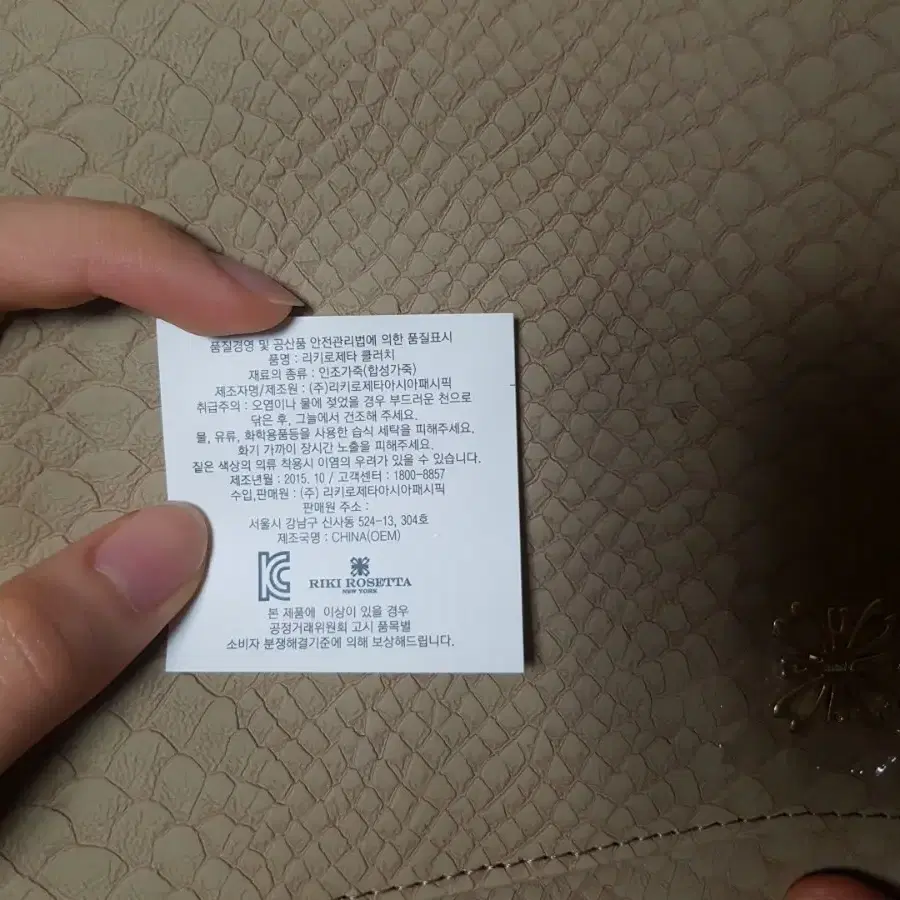 품질경영 및 공산품 안전관리법에 의한 품질표시
품명 : 리키로제타 클러치
재료의 종류 : 인조가죽(합성가죽)
제조자명/제조원 : (주)리키로제타아시아패시픽
취급주의 : 오염이나 물에 젖었을 경우 부드러운 천으로
닦은 후, 그늘에서 건조해 주세요.
물, 유류, 화학용품등을 사용한 습식 세탁을 피해주세요.
화기 가까이 장시간 노출을 피해주세요.
짙은 색상의 의류 착용시 이염의 우려가 있을 수 있습니다.
제조년월 : 2015. 10 / 고객센터 : 1800-8857
수입,판매원 : (주) 리키로제타아시아패시픽
판매원 주소 :
서울시 강남구 신사동 524-13, 304호
제조국명 : CHINA(OEM)
KC
RIKI ROSETTA
NEW YORK
본 제품에 이상이 있을 경우
공정거래위원회 고시 품목별
소비자 분쟁해결기준에 의해 보상해드립니다.